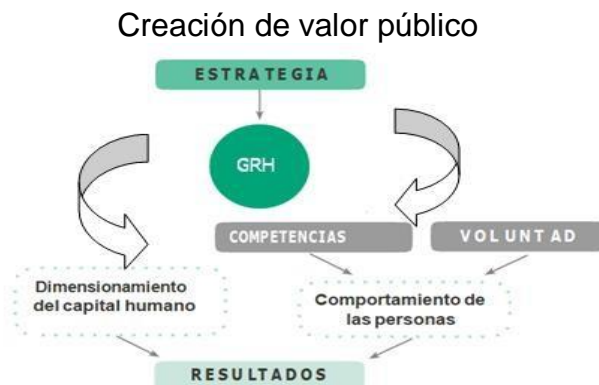 Creación de valor público
ESTRATEGIA
GRH
COMPETENCIAS
VOLUNTAD
Dimensionamiento
del capital humano
Comportamiento de
las personas
RESULTADOS